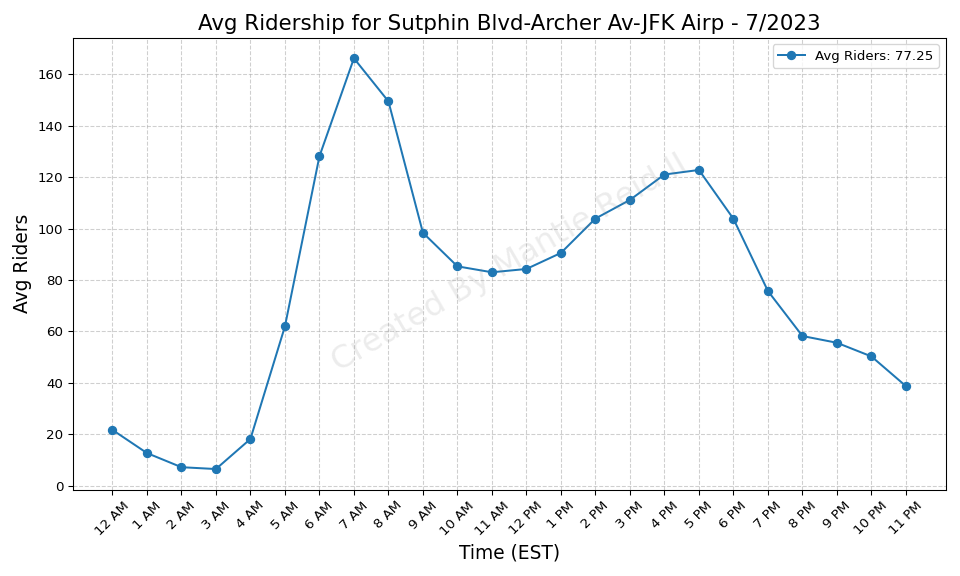 Avg Ridership for Sutphin Blvd-Archer Av-JFK Airp - 7/2023
Avg Riders: 77.25
160
140
120
100
80
60
40
20
0
Avg Riders
Created By Mantle Reid II
12 AM
1 AM
2 AM
3 AM
4 AM
5 AM
6 AM
7 AM
8 AM
9 AM
10 AM
11 AM
12 PM
1 PM
2 PM
3 PM
4 PM
5 PM
6 PM
7 PM
8 PM
9 PM
10 PM
11 PM
Time (EST)